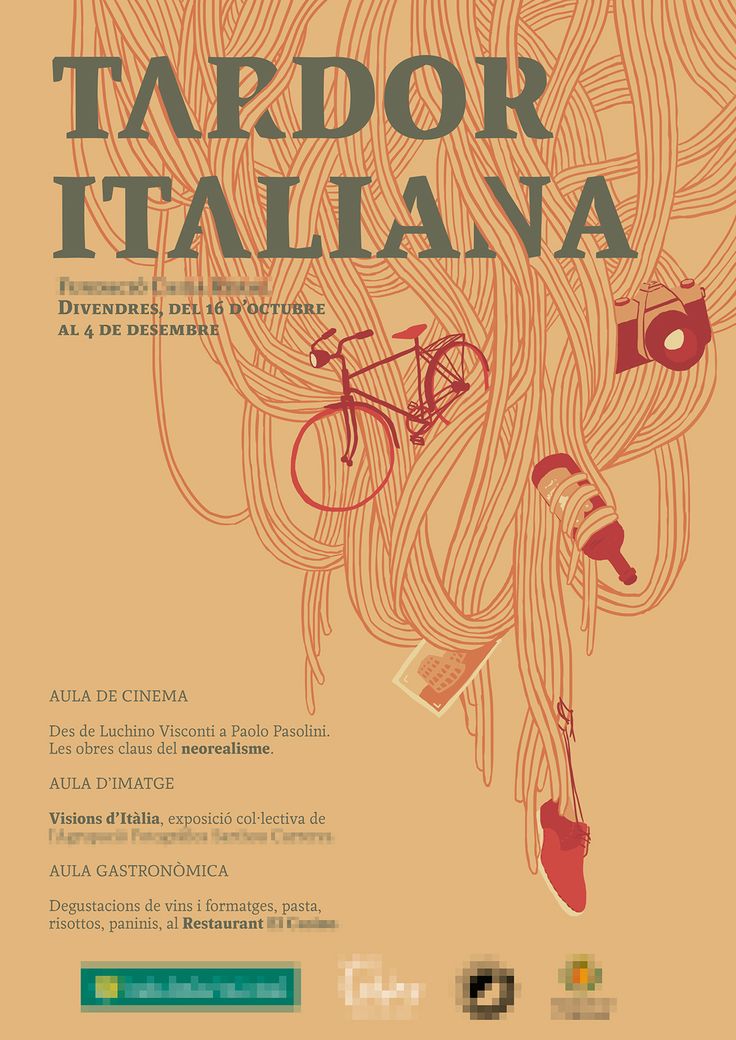 TARDOR
ITALIANA
DIVENDRES, DEL 16 D'OCTUBRE
AL 4 DE DESEMBRE
AULA DE CINEMA
Des de Luchino Visconti a Paolo Pasolini.
Les obres claus del neorealisme.
AULA D'IMATGE
Visions d'Itàlia, exposició col·lectiva de
AULA GASTRONÒMICA
Degustacions de vins i formatges, pasta,
risottos, paninis, al Restaurant